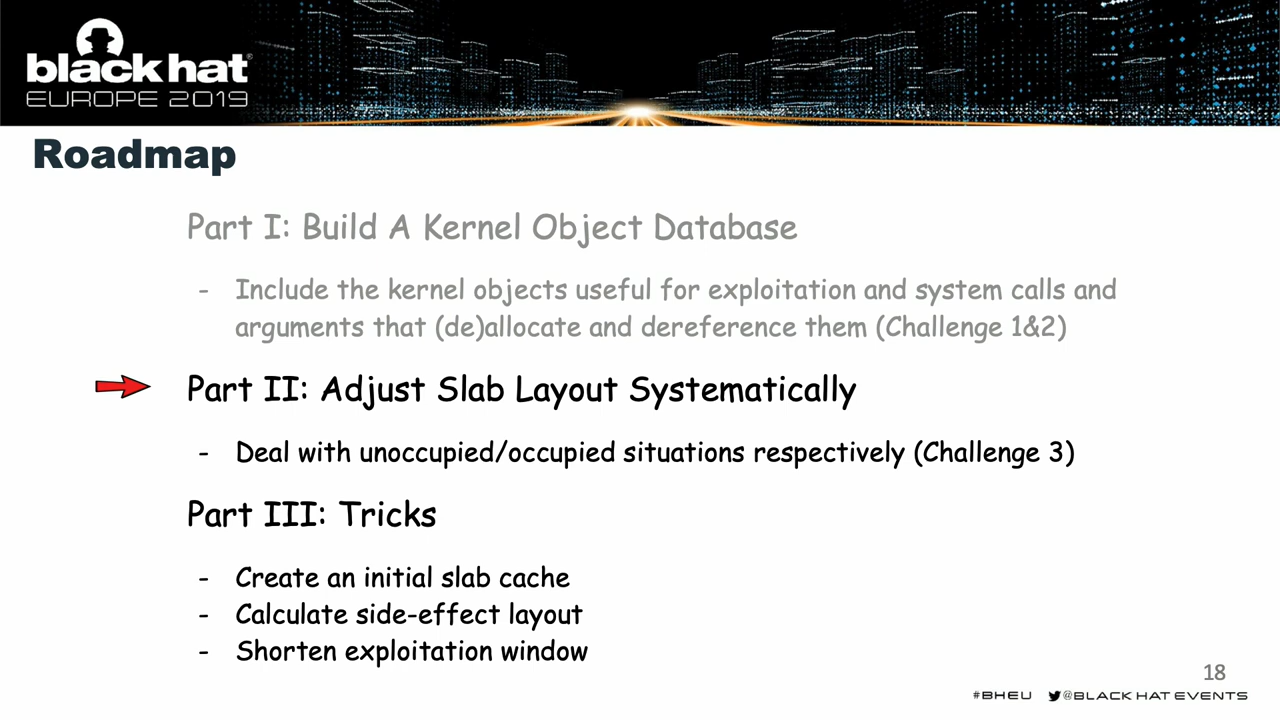 black hat
EUROPE 2019
Roadmap
Part I: Build A Kernel Object Database
- Include the kernel objects useful for exploitation and system calls and
arguments that (de)allocate and dereference them (Challenge 1&2)
Part II: Adjust Slab Layout Systematically
- Deal with unoccupied/occupied situations respectively (Challenge 3)
Part III: Tricks
- Create an initial slab cache
- Calculate side-effect layout
- Shorten exploitation window
18
#BHEU @BLACK HAT EVENTS